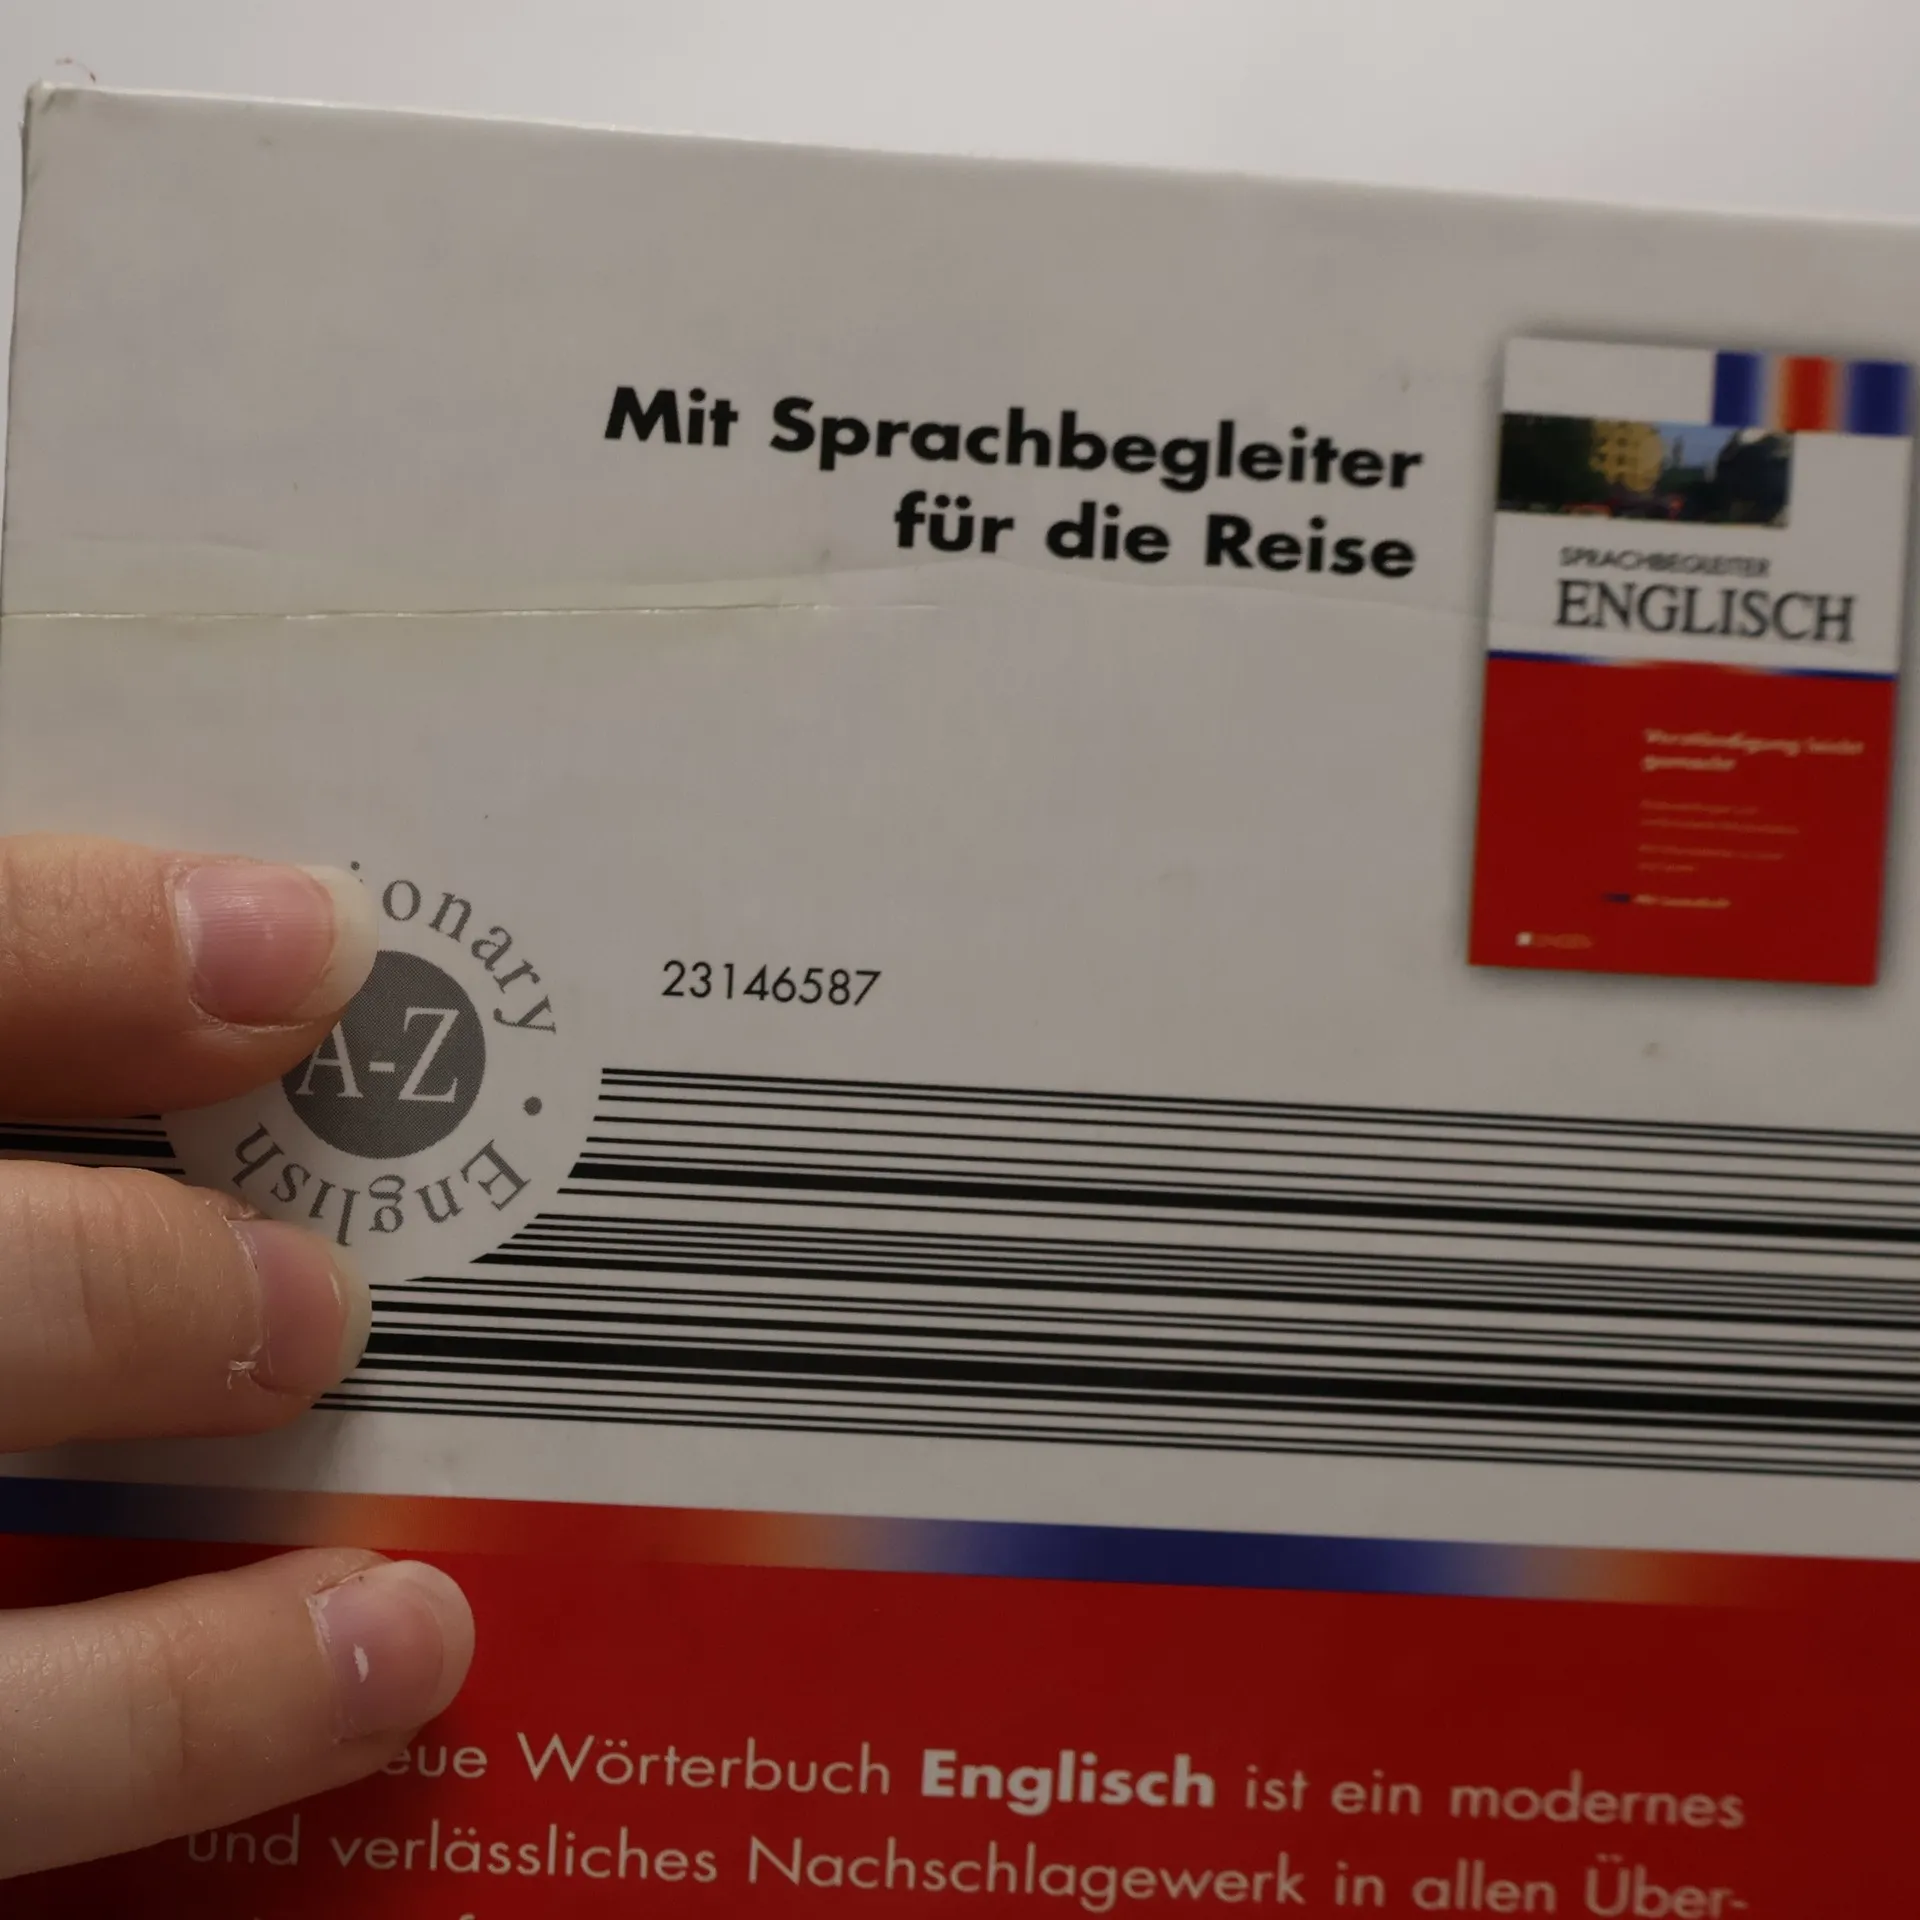 Mit Sprachbegleiter
für die Reise
SPRACHBEGLEITER
ENGLISCH
ionary
A-Z
• English
23146587
eue Wörterbuch Englisch ist ein modernes
und verlässliches Nachschlagewerk in allen Über-